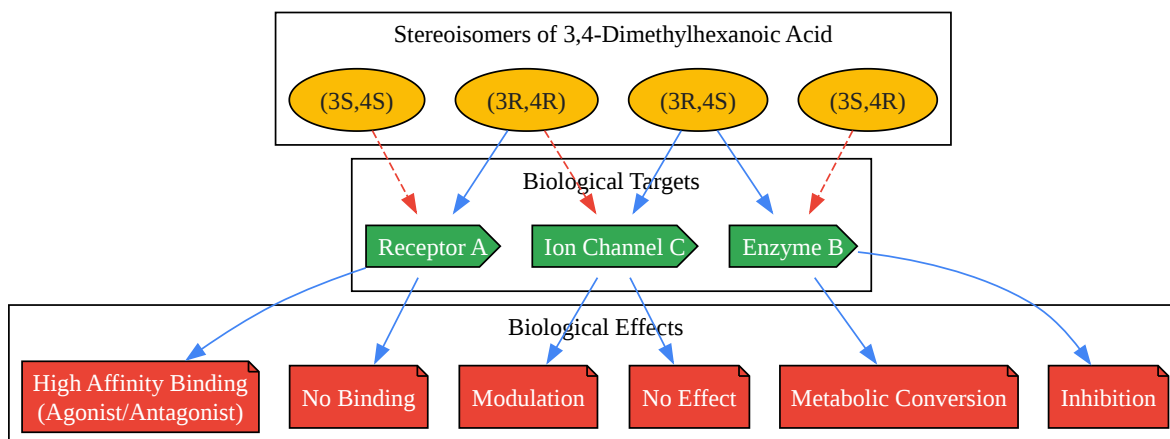 Stereoisomers of 3,4-Dimethylhexanoic Acid
(3S,4S)
(3R,4R)
(3R,4S)
(3S,4R)
Biological Targets
Receptor A
Ion Channel C
Enzyme B
Biological Effects
High Affinity Binding
(Agonist/Antagonist)
No Binding
Modulation
No Effect
Metabolic Conversion
Inhibition